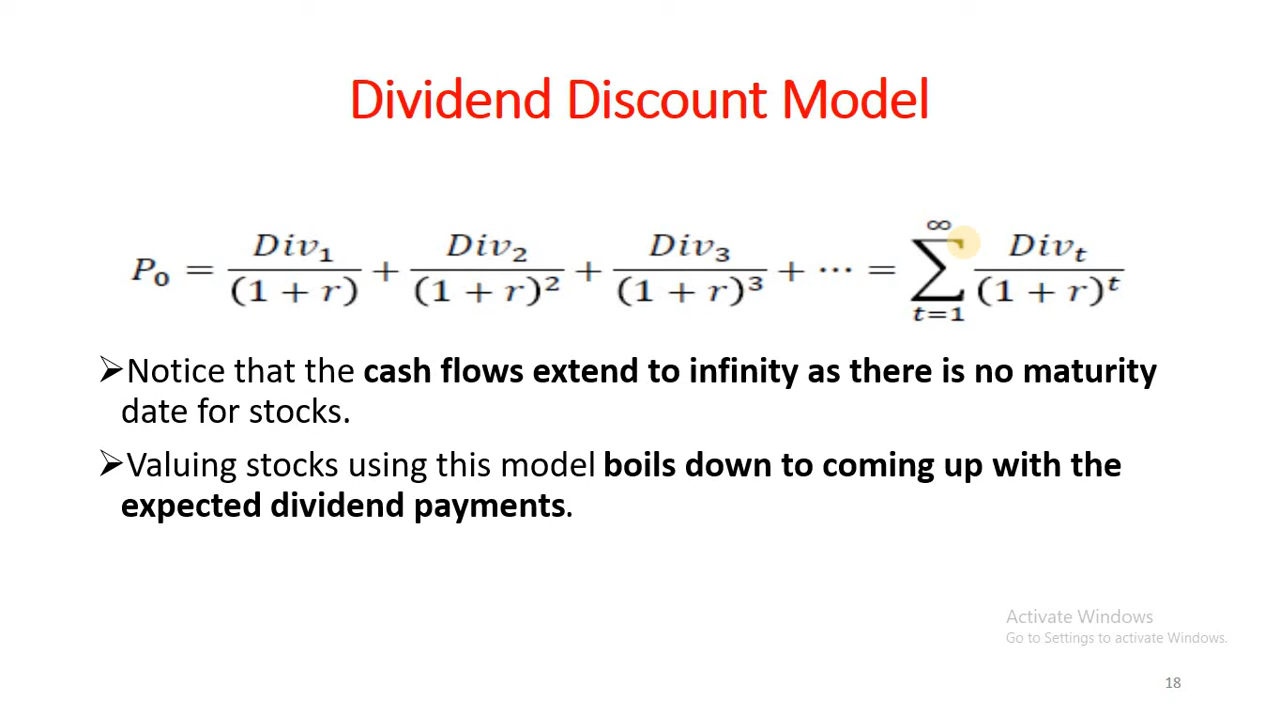 Dividend Discount Model
P₀ = Div₁/(1 + r) + Div₂/(1 + r)² + Div₃/(1 + r)³ + ⋯ = ∑_{t=1}^{∞} Divₜ/(1 + r)ᵗ
➢Notice that the cash flows extend to infinity as there is no maturity
date for stocks.
➢Valuing stocks using this model boils down to coming up with the
expected dividend payments.
Activate Windows
Go to Settings to activate Windows.
18